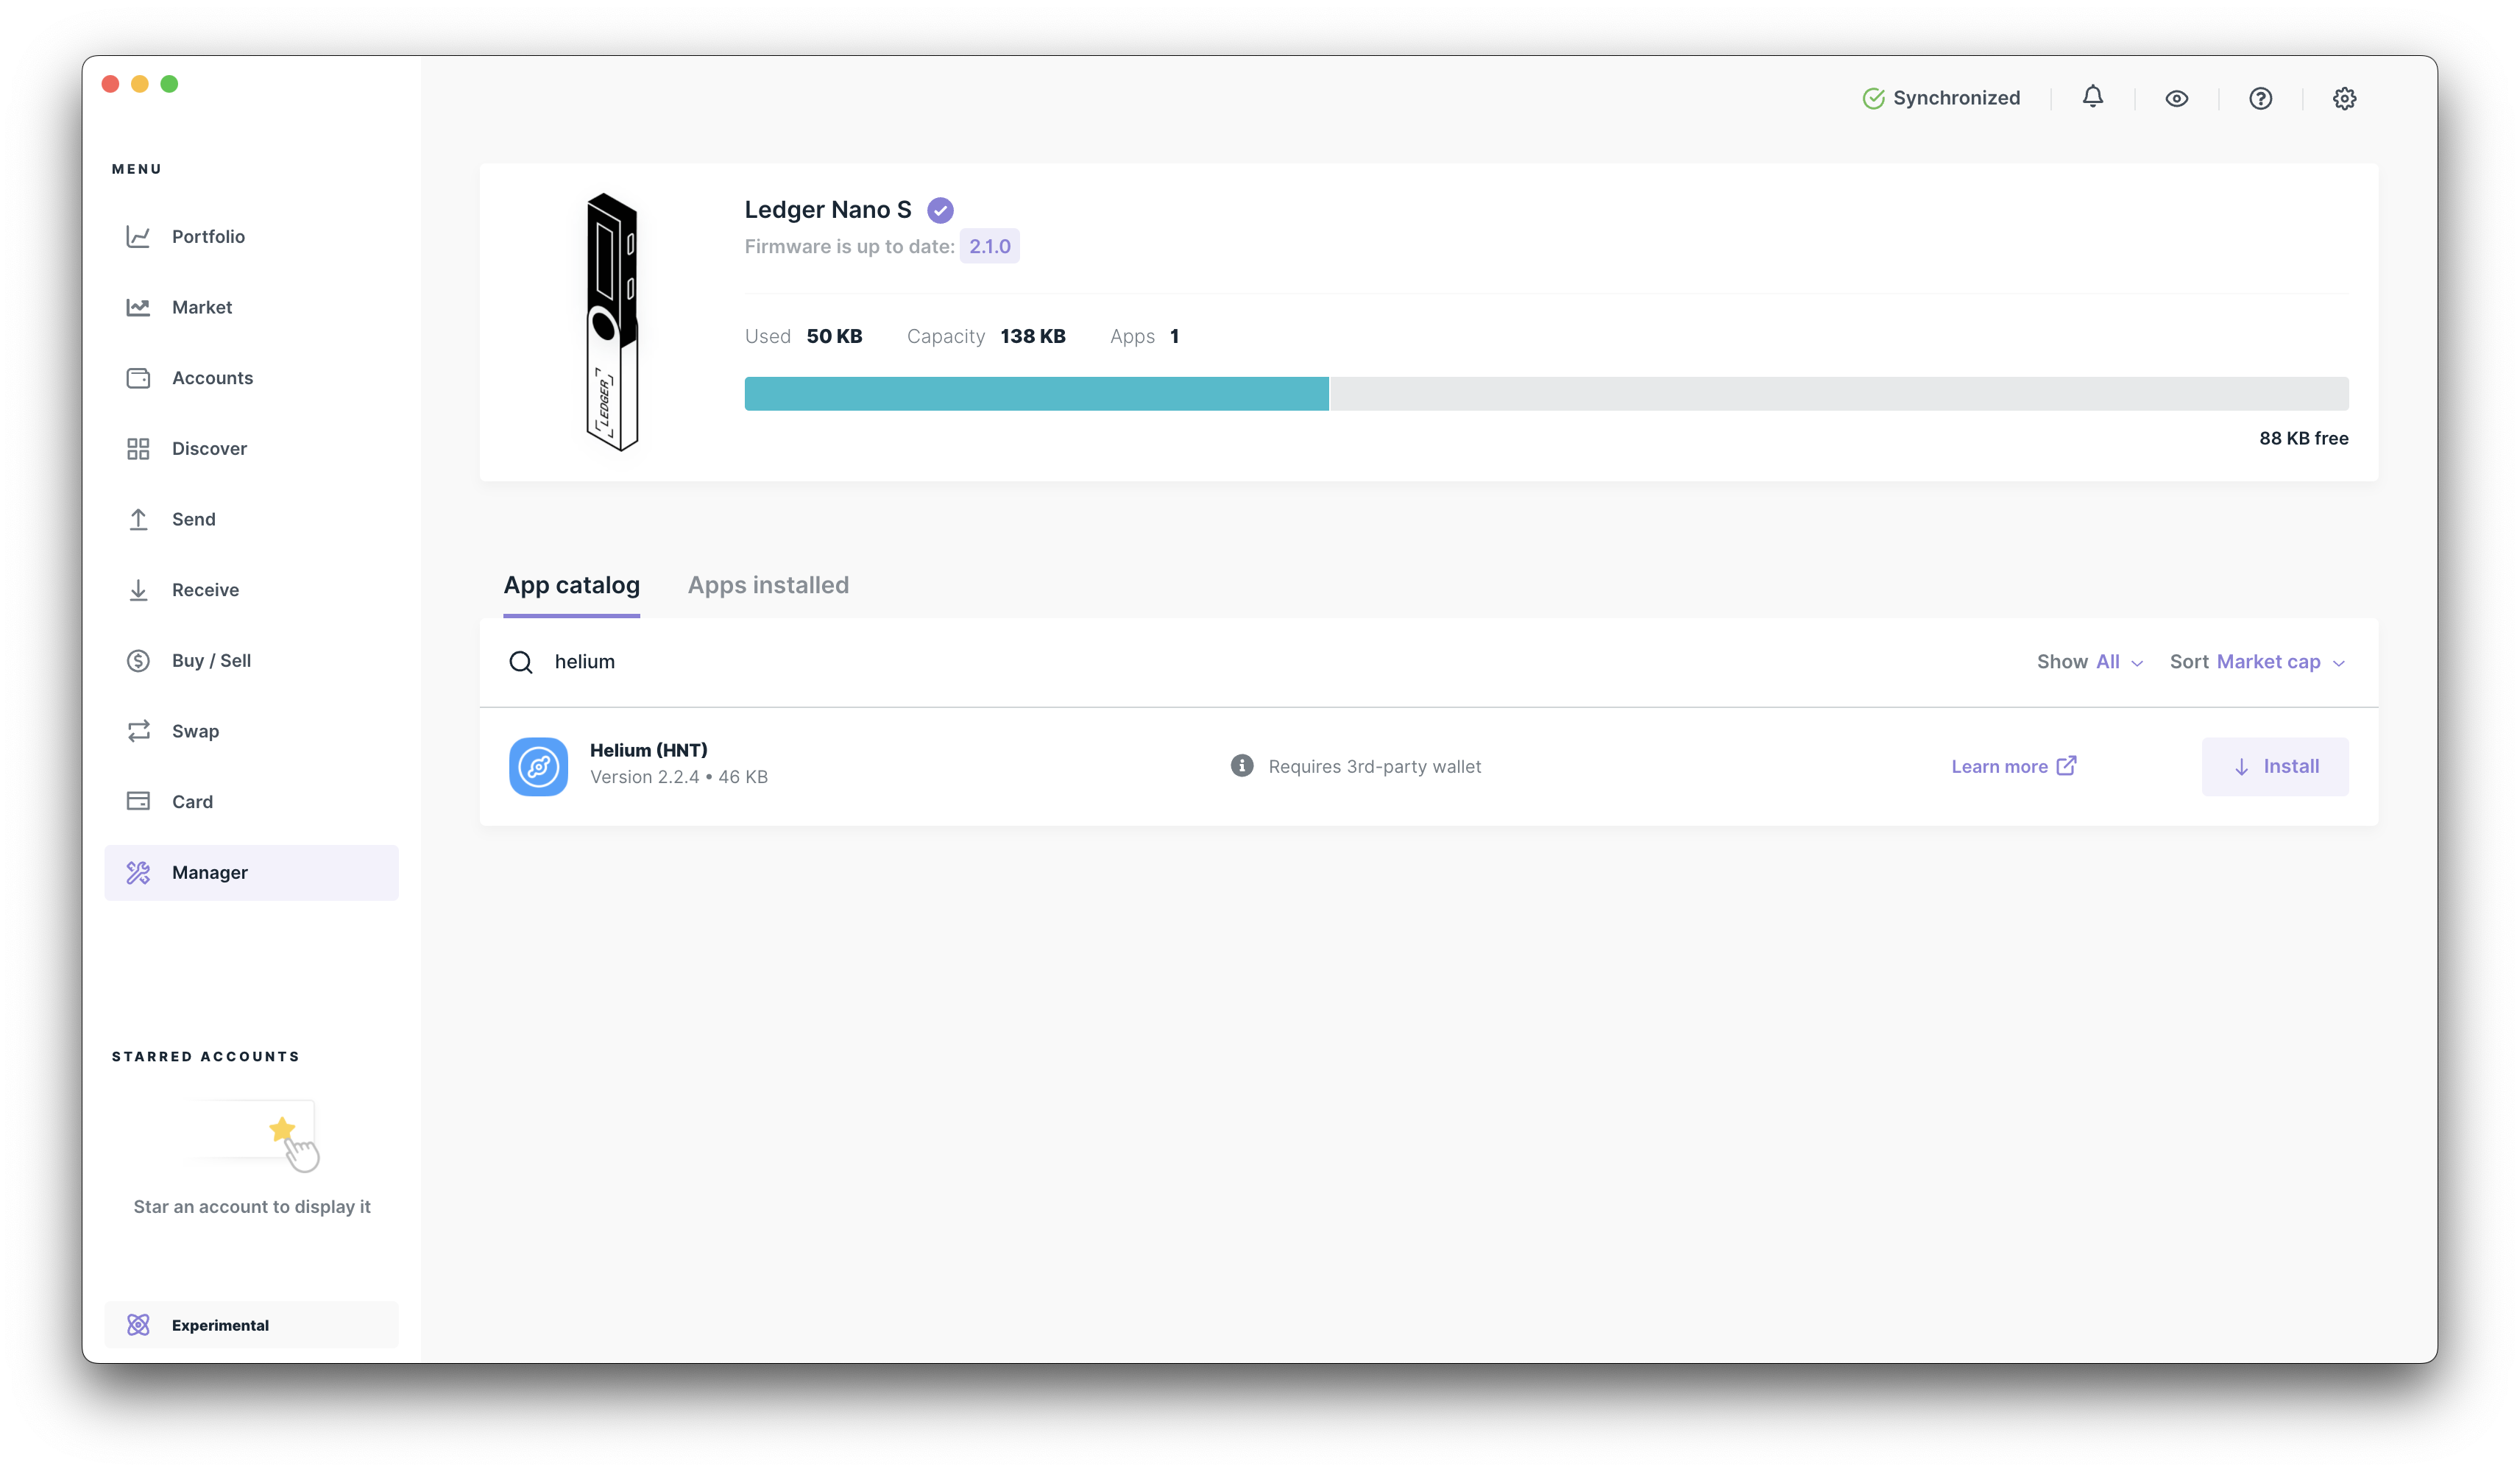 MENU
Portfolio
Market
Accounts
Discover
Send
Receive
Buy / Sell
Swap
Card
Manager
STARRED ACCOUNTS
Star an account to display it
Experimental
Synchronized
Ledger Nano S
Firmware is up to date: 2.1.0
Used 50 KB Capacity 138 KB Apps 1
88 KB free
LEDGER
App catalog Apps installed
helium Show All Sort Market cap
Helium (HNT)
Version 2.2.4 • 46 KB
Requires 3rd-party wallet
Learn more
Install